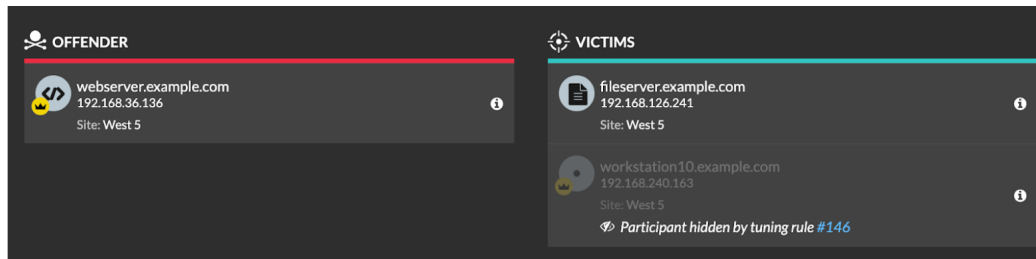 OFFENDER
webserver.example.com
192.168.36.136
Site: West 5
VICTIMS
fileserver.example.com
192.168.126.241
Site: West 5
workstation10.example.com
192.168.240.163
Site: West 5
Participant hidden by tuning rule #146